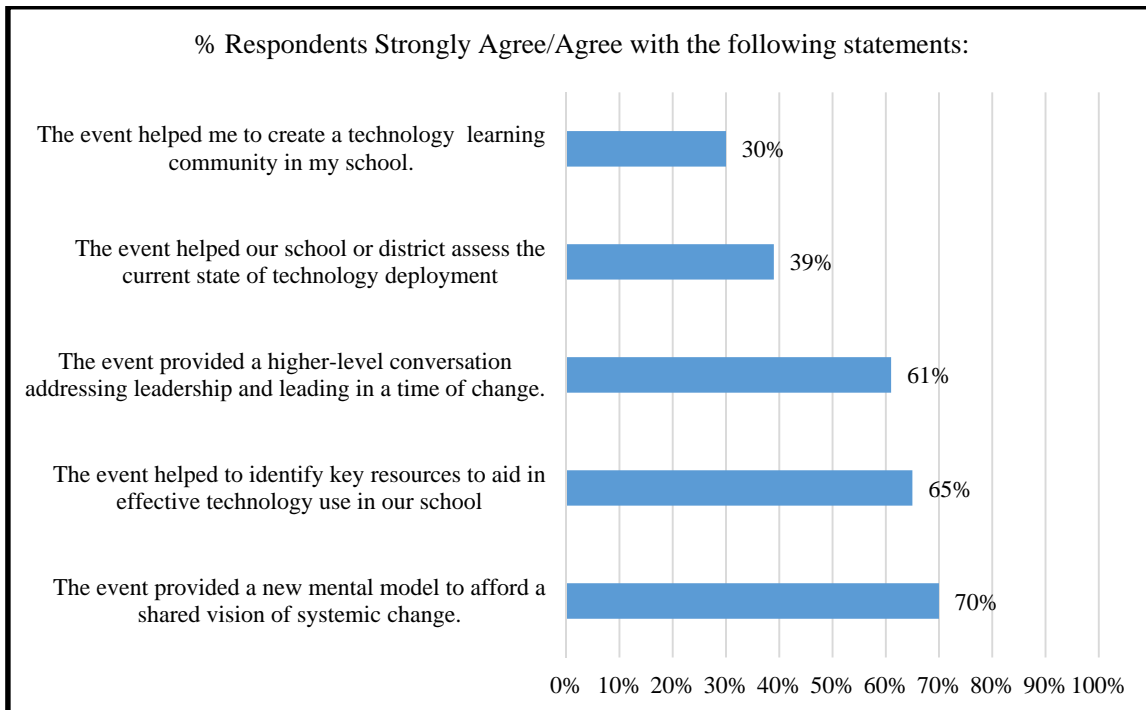 % Respondents Strongly Agree/Agree with the following statements:
The event helped me to create a technology  learning
community in my school.
30%
The event helped our school or district assess the
current state of technology deployment
39%
The event provided a higher-level conversation
addressing leadership and leading in a time of change.
61%
The event helped to identify key resources to aid in
effective technology use in our school
65%
The event provided a new mental model to afford a
shared vision of systemic change.
70%
0% 10% 20% 30% 40% 50% 60% 70% 80% 90% 100%